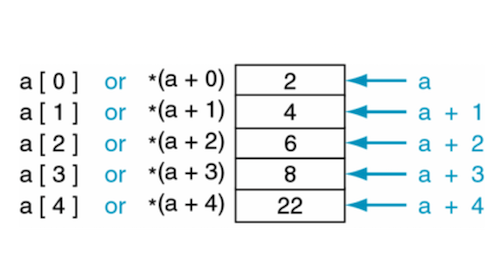 a[0] or *(a + 0) 2 a
a[1] or *(a + 1) 4 a + 1
a[2] or *(a + 2) 6 a + 2
a[3] or *(a + 3) 8 a + 3
a[4] or *(a + 4) 22 a + 4